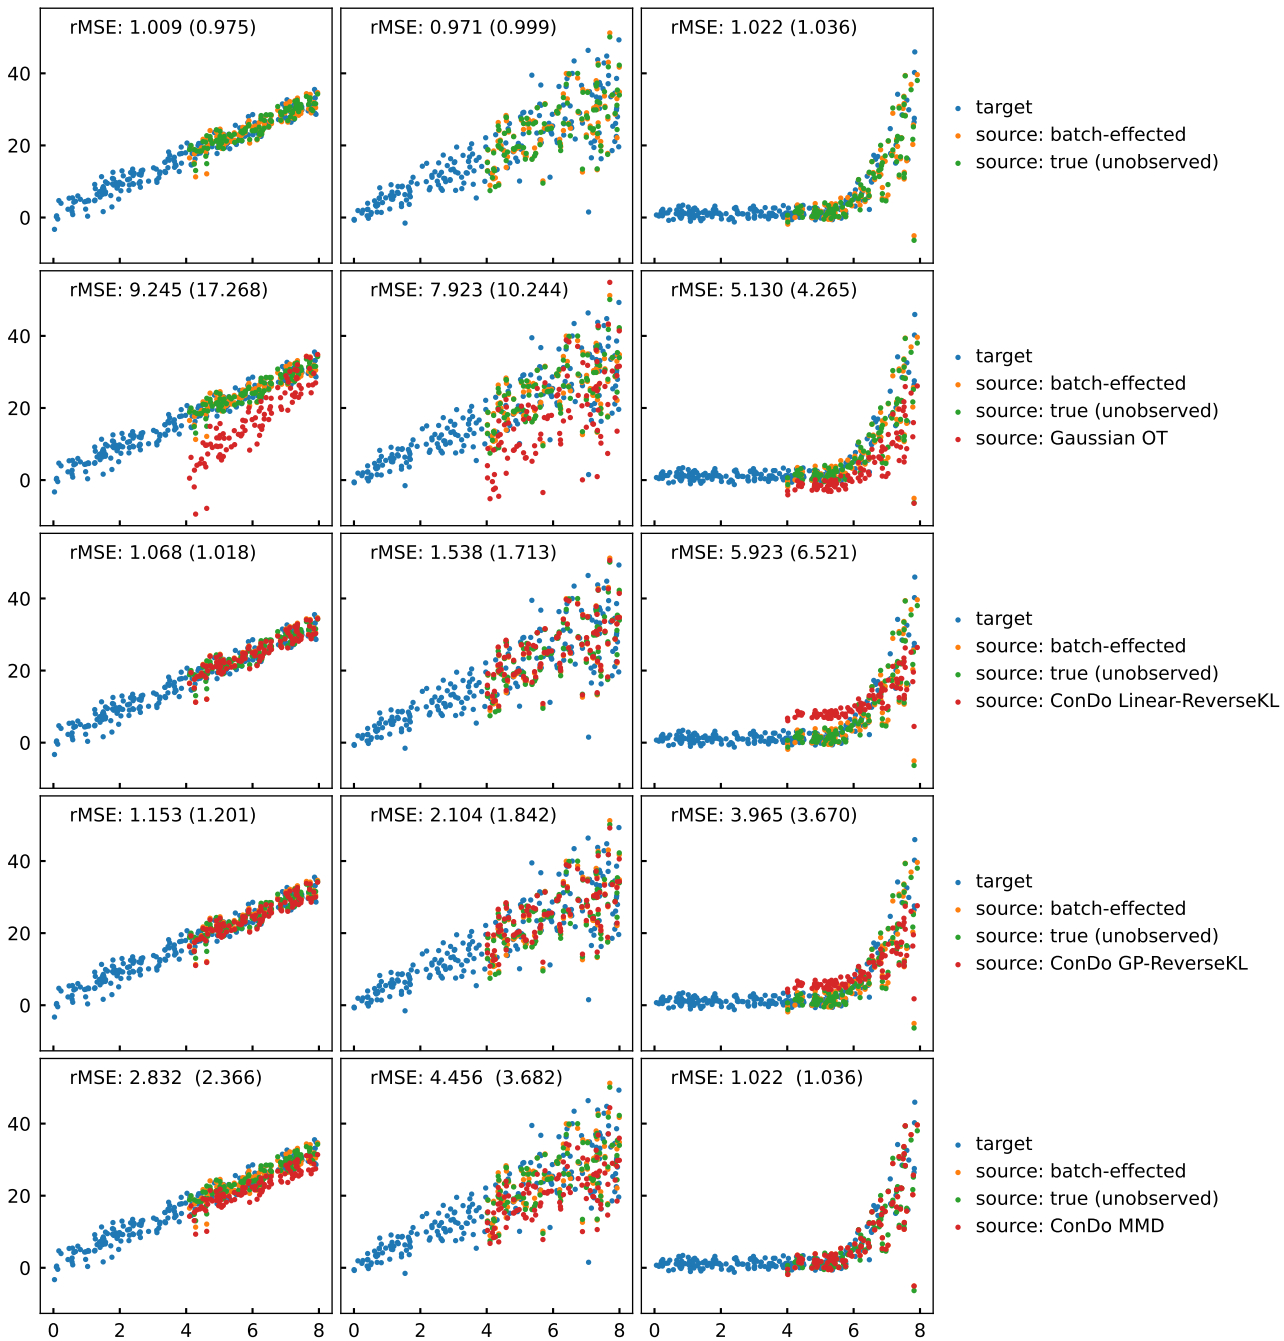 rMSE: 1.009 (0.975)
rMSE: 0.971 (0.999)
rMSE: 1.022 (1.036)
40
20
0
target
source: batch-effected
source: true (unobserved)
rMSE: 9.245 (17.268)
rMSE: 7.923 (10.244)
rMSE: 5.130 (4.265)
40
20
0
target
source: batch-effected
source: true (unobserved)
source: Gaussian OT
rMSE: 1.068 (1.018)
rMSE: 1.538 (1.713)
rMSE: 5.923 (6.521)
40
20
0
target
source: batch-effected
source: true (unobserved)
source: ConDo Linear-ReverseKL
rMSE: 1.153 (1.201)
rMSE: 2.104 (1.842)
rMSE: 3.965 (3.670)
40
20
0
target
source: batch-effected
source: true (unobserved)
source: ConDo GP-ReverseKL
rMSE: 2.832  (2.366)
rMSE: 4.456  (3.682)
rMSE: 1.022  (1.036)
40
20
0
target
source: batch-effected
source: true (unobserved)
source: ConDo MMD
0 2 4 6 8
0 2 4 6 8
0 2 4 6 8